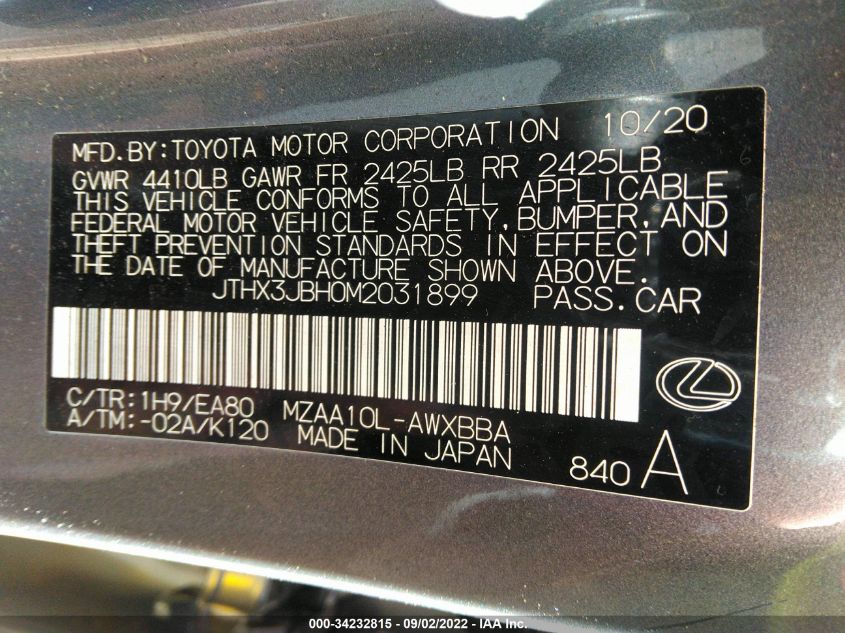 MFD.BY:TOYOTA MOTOR CORPORATION 10/20
GVWR 4410LB GAWR FR 2425LB RR 2425LB
THIS VEHICLE CONFORMS TO ALL APPLICABLE
FEDERAL MOTOR VEHICLE SAFETY,BUMPER,AND
THEFT PREVENTION STANDARDS IN EFFECT ON
THE DATE OF MANUFACTURE SHOWN ABOVE.
JTHX3JBH0M2031899 PASS.CAR
C/TR:1H9/EA80 MZAA10L-AWXBBA
A/TM:-02A/K120 MADE IN JAPAN
840 A
000-34232815 - 09/02/2022 - IAA Inc.